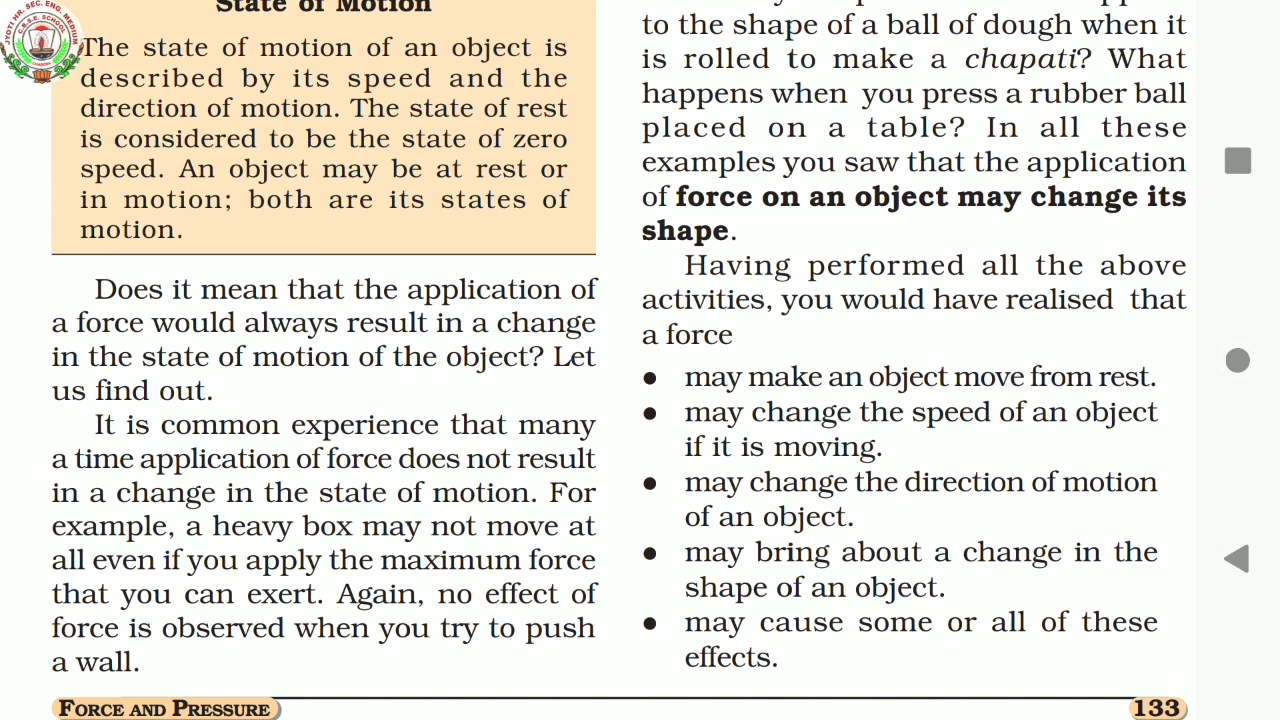 JYOTI HR. SEC. ENG. MEDIUM
C.B.S.E. SCHOOL
State of Motion
The state of motion of an object is
described by its speed and the
direction of motion. The state of rest
is considered to be the state of zero
speed. An object may be at rest or
in motion; both are its states of
motion.
Does it mean that the application of
a force would always result in a change
in the state of motion of the object? Let
us find out.
It is common experience that many
a time application of force does not result
in a change in the state of motion. For
example, a heavy box may not move at
all even if you apply the maximum force
that you can exert. Again, no effect of
force is observed when you try to push
a wall.
to the shape of a ball of dough when it
is rolled to make a chapati? What
happens when you press a rubber ball
placed on a table? In all these
examples you saw that the application
of force on an object may change its
shape.
Having performed all the above
activities, you would have realised that
a force
● may make an object move from rest.
● may change the speed of an object
if it is moving.
● may change the direction of motion
of an object.
● may bring about a change in the
shape of an object.
● may cause some or all of these
effects.
FORCE AND PRESSURE
133